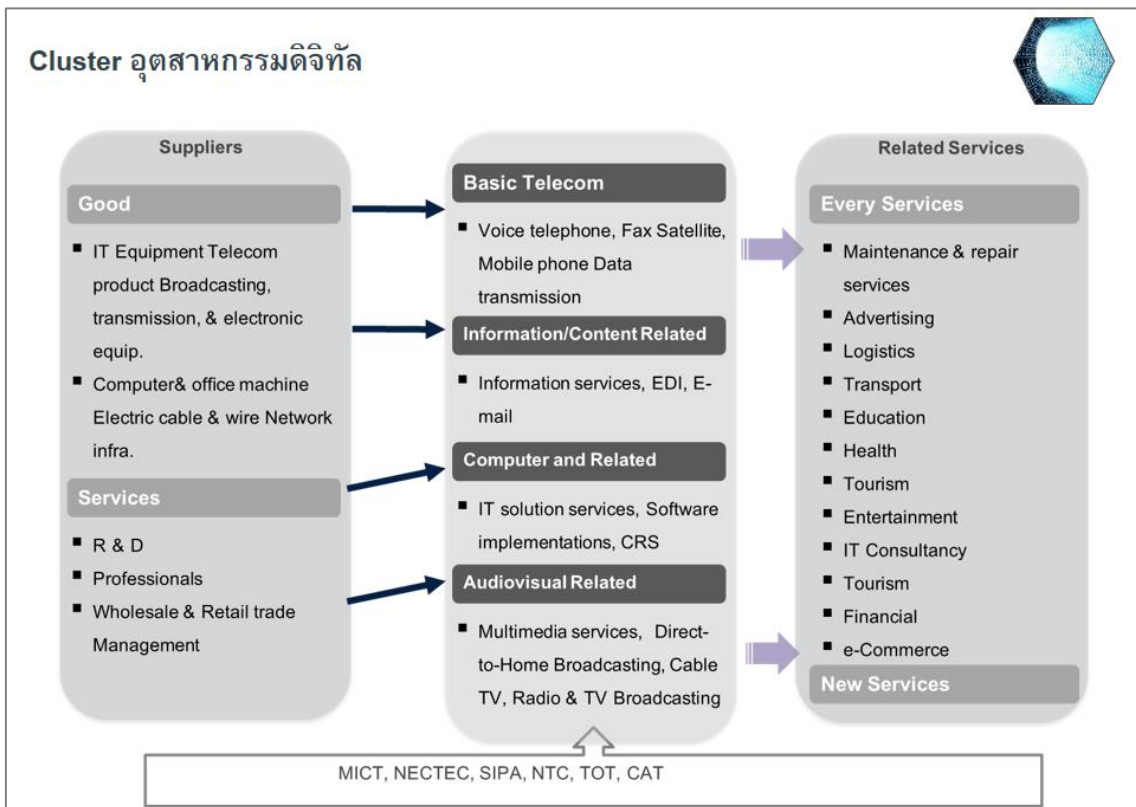 Cluster อุตสาหกรรมดิจิทัล
Suppliers
Good
▪ IT Equipment Telecom
product Broadcasting,
transmission, & electronic
equip.
▪ Computer& office machine
Electric cable & wire Network
infra.
Services
▪ R & D
▪ Professionals
▪ Wholesale & Retail trade
Management
Basic Telecom
▪ Voice telephone, Fax Satellite,
Mobile phone Data
transmission
Information/Content Related
▪ Information services, EDI, E-
mail
Computer and Related
▪ IT solution services, Software
implementations, CRS
Audiovisual Related
▪ Multimedia services, Direct-
to-Home Broadcasting, Cable
TV, Radio & TV Broadcasting
Related Services
Every Services
▪ Maintenance & repair
services
▪ Advertising
▪ Logistics
▪ Transport
▪ Education
▪ Health
▪ Tourism
▪ Entertainment
▪ IT Consultancy
▪ Tourism
▪ Financial
▪ e-Commerce
New Services
MICT, NECTEC, SIPA, NTC, TOT, CAT